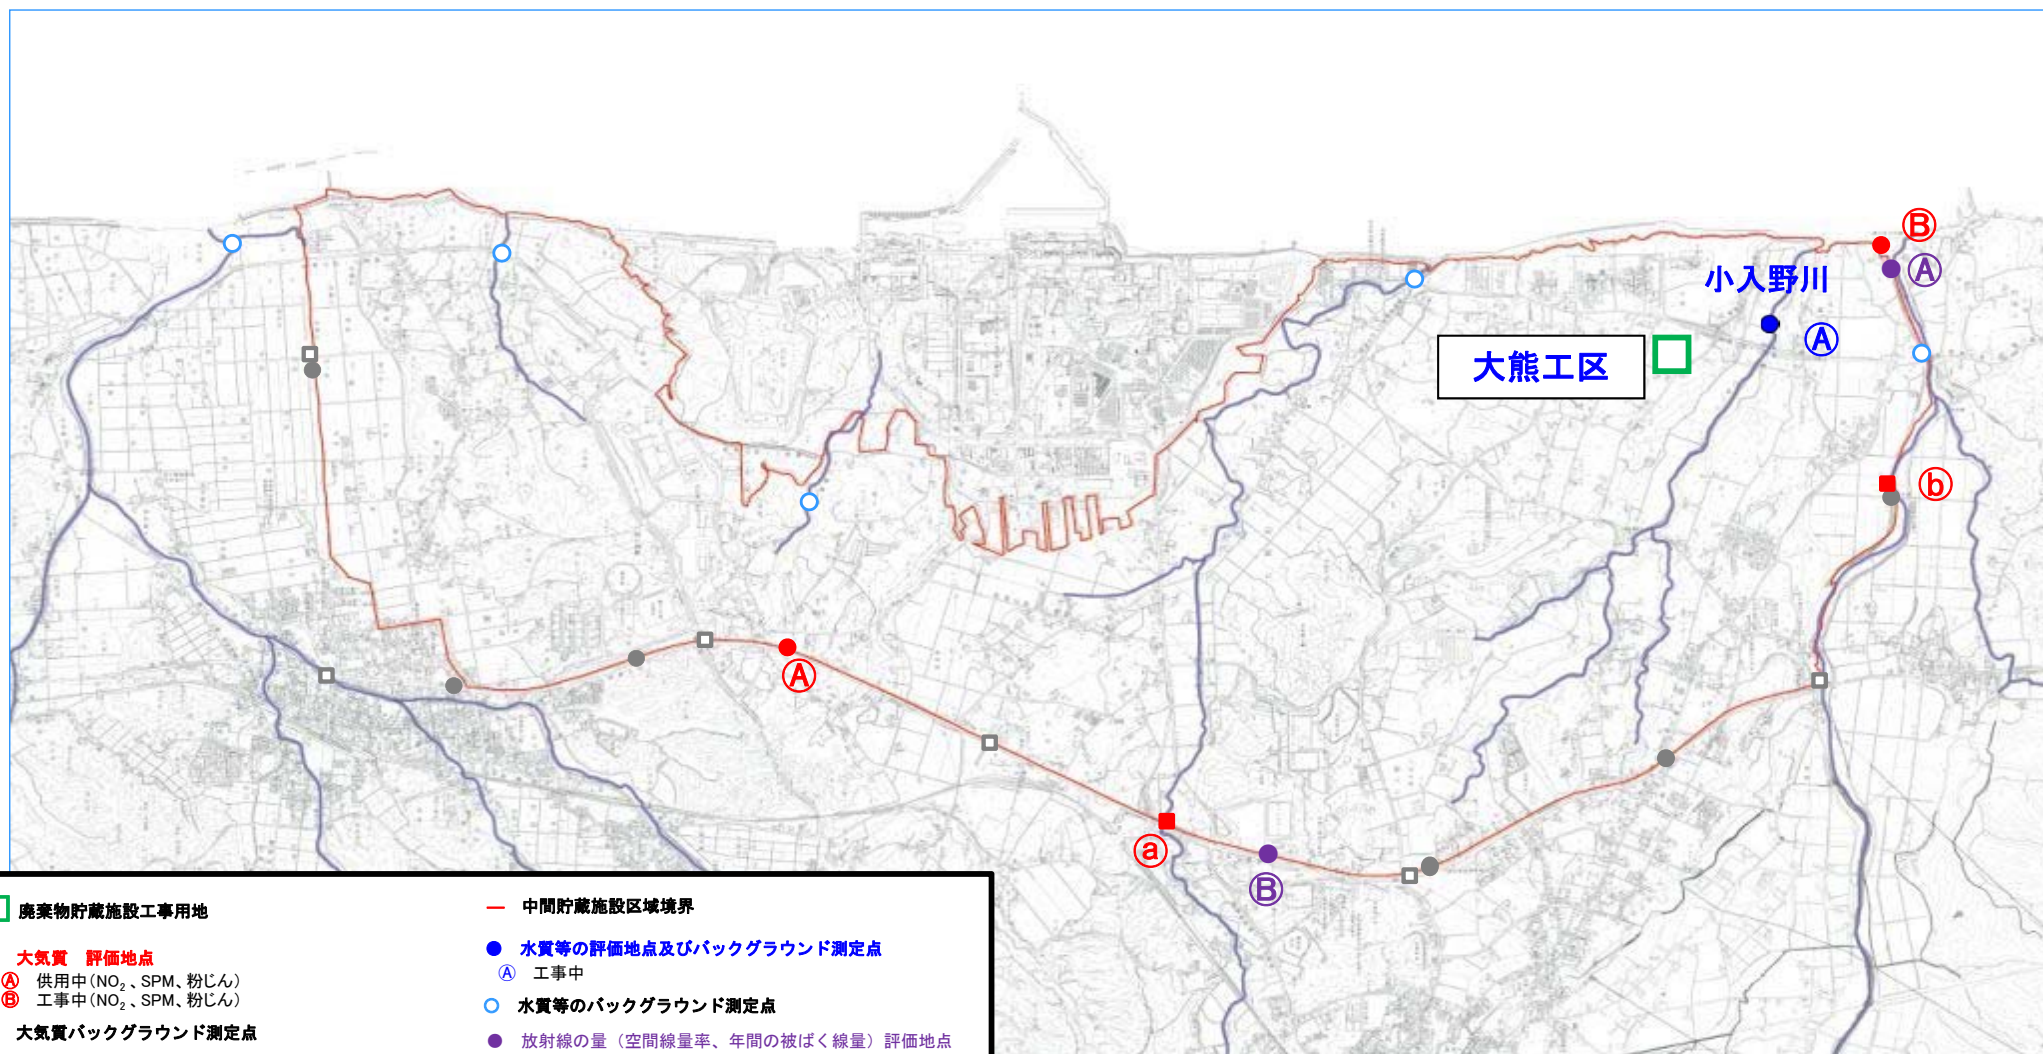 Ⓑ
Ⓐ
小入野川
Ⓐ
大熊工区
ⓑ
Ⓐ
ⓐ
Ⓑ
廃棄物貯蔵施設工事用地
大気質 評価地点
Ⓐ 供用中(NO₂、SPM、粉じん)
Ⓑ 工事中(NO₂、SPM、粉じん)
大気質バックグラウンド測定点
中間貯蔵施設区域境界
水質等の評価地点及びバックグラウンド測定点
Ⓐ 工事中
水質等のバックグラウンド測定点
放射線の量（空間線量率、年間の被ばく線量）評価地点